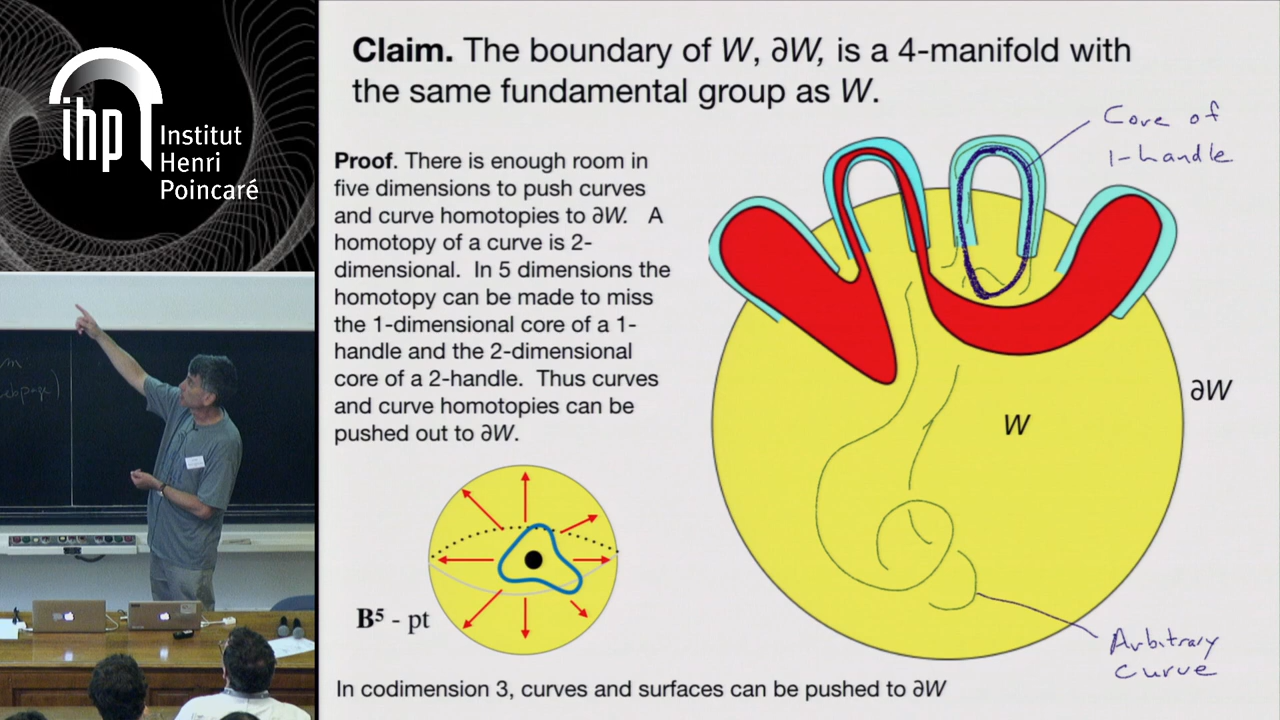 ihp
Institut
Henri
Poincaré
Claim. The boundary of W, ∂W, is a 4-manifold with
the same fundamental group as W.
Proof. There is enough room in
five dimensions to push curves
and curve homotopies to ∂W. A
homotopy of a curve is 2-
dimensional. In 5 dimensions the
homotopy can be made to miss
the 1-dimensional core of a 1-
handle and the 2-dimensional
core of a 2-handle. Thus curves
and curve homotopies can be
pushed out to ∂W.
Core of
1-handle
∂W
W
B⁵ - pt
Arbitrary
Curve
In codimension 3, curves and surfaces can be pushed to ∂W